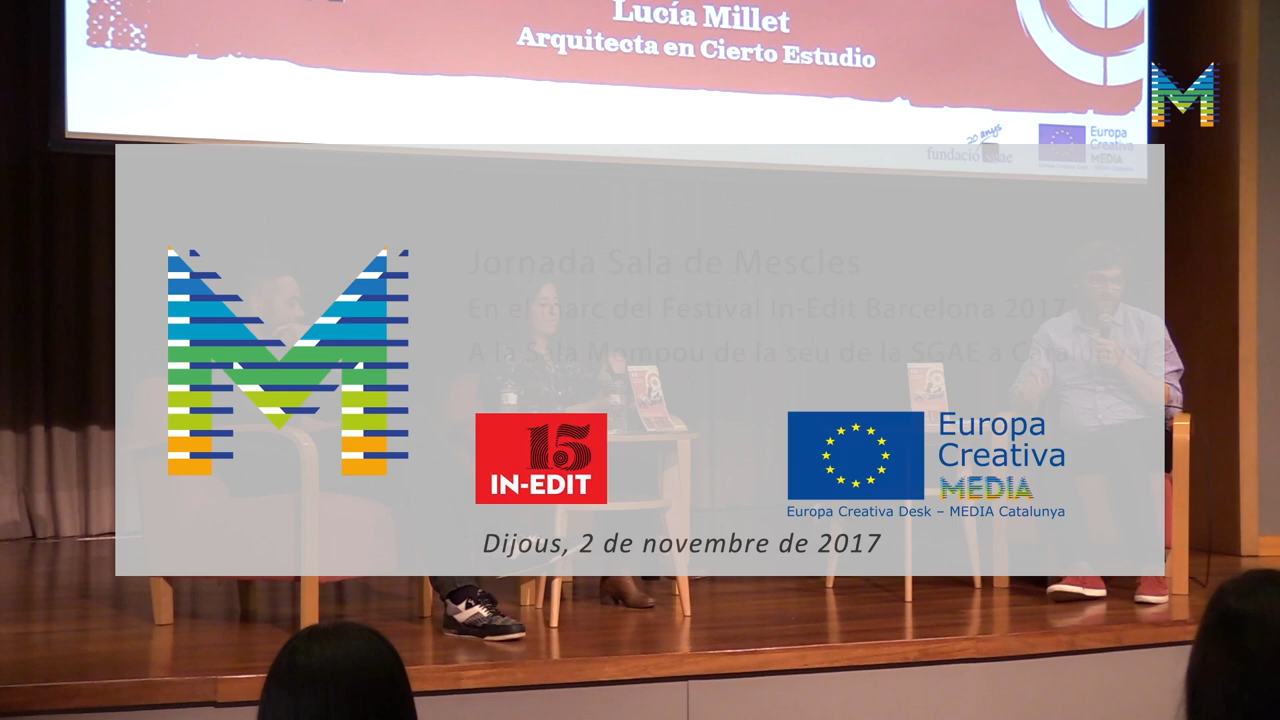 Lucía Millet
Arquitecta en Cierto Estudio
20 anys
fundació sgae
Europa
Creativa
MEDIA
Jornada Sala de Mescles
En el marc del Festival In-Edit Barcelona 2017
A la Sala Mompou de la seu de la SGAE a Catalunya
15
IN-EDIT
Europa
Creativa
MEDIA
Europa Creativa Desk – MEDIA Catalunya
Dijous, 2 de novembre de 2017